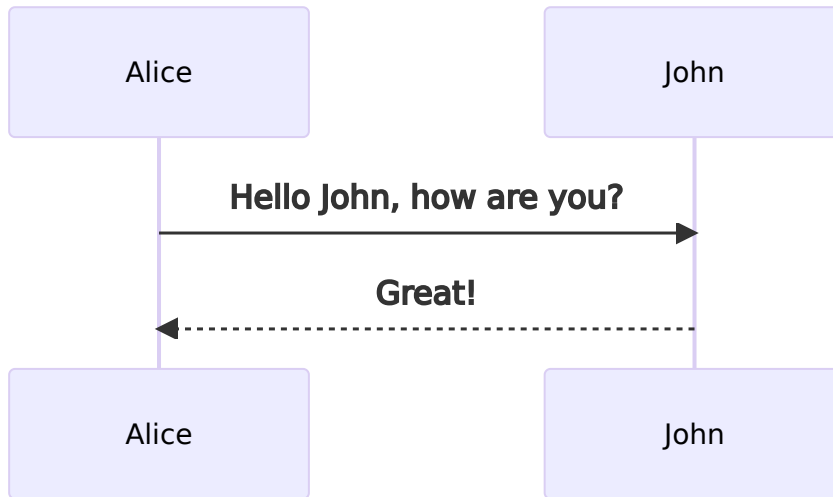 Alice
John
Hello John, how are you?
Great!
Alice
John